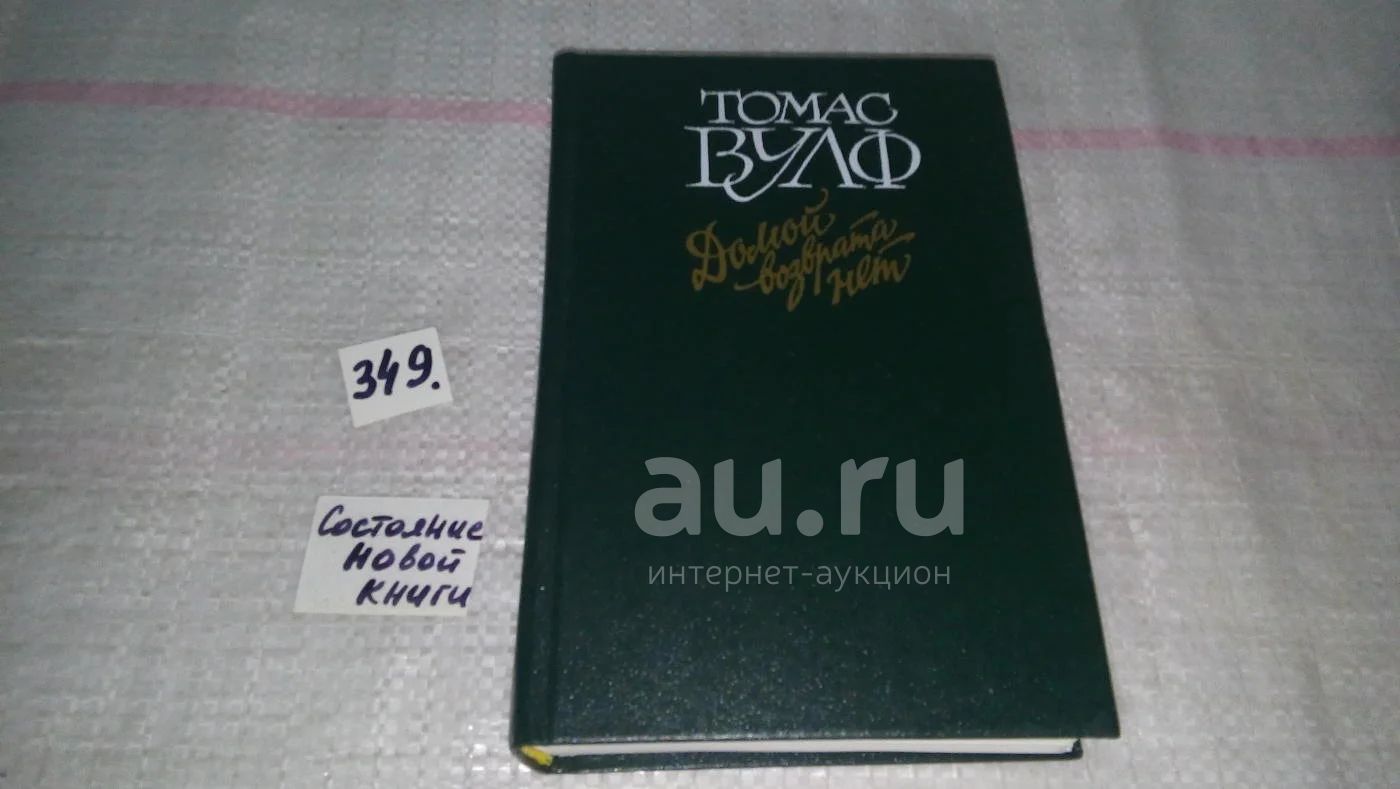 ТОМАС
ВУЛФ
Домой
возврата
нет
349.
au.ru
интернет-аукцион
Состояние
новой
книги